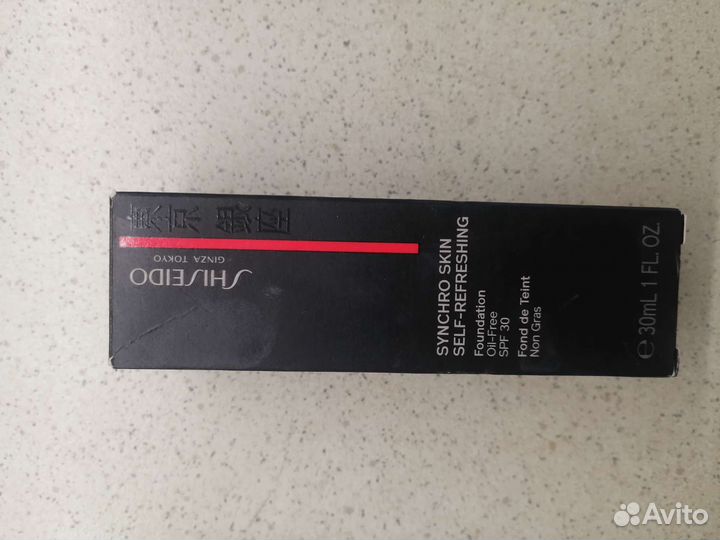 東京銀座
SHISEIDO
GINZA TOKYO
SYNCHRO SKIN
SELF-REFRESHING
Foundation
Oil-Free
SPF 30
Fond de Teint
Non Gras
e 30mL 1 FL. OZ.
Avito